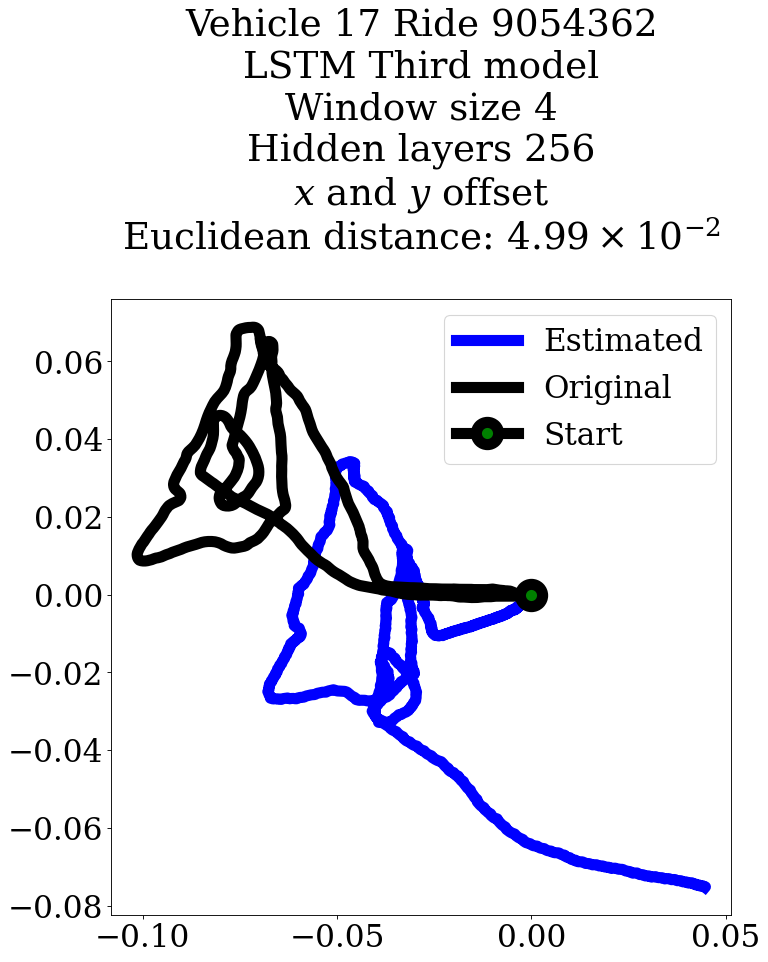 Vehicle 17 Ride 9054362
LSTM Third model
Window size 4
Hidden layers 256
x and y offset
Euclidean distance: 4.99 × 10⁻²
Estimated
Original
Start
0.06
0.04
0.02
0.00
−0.02
−0.04
−0.06
−0.08
−0.10 −0.05 0.00 0.05